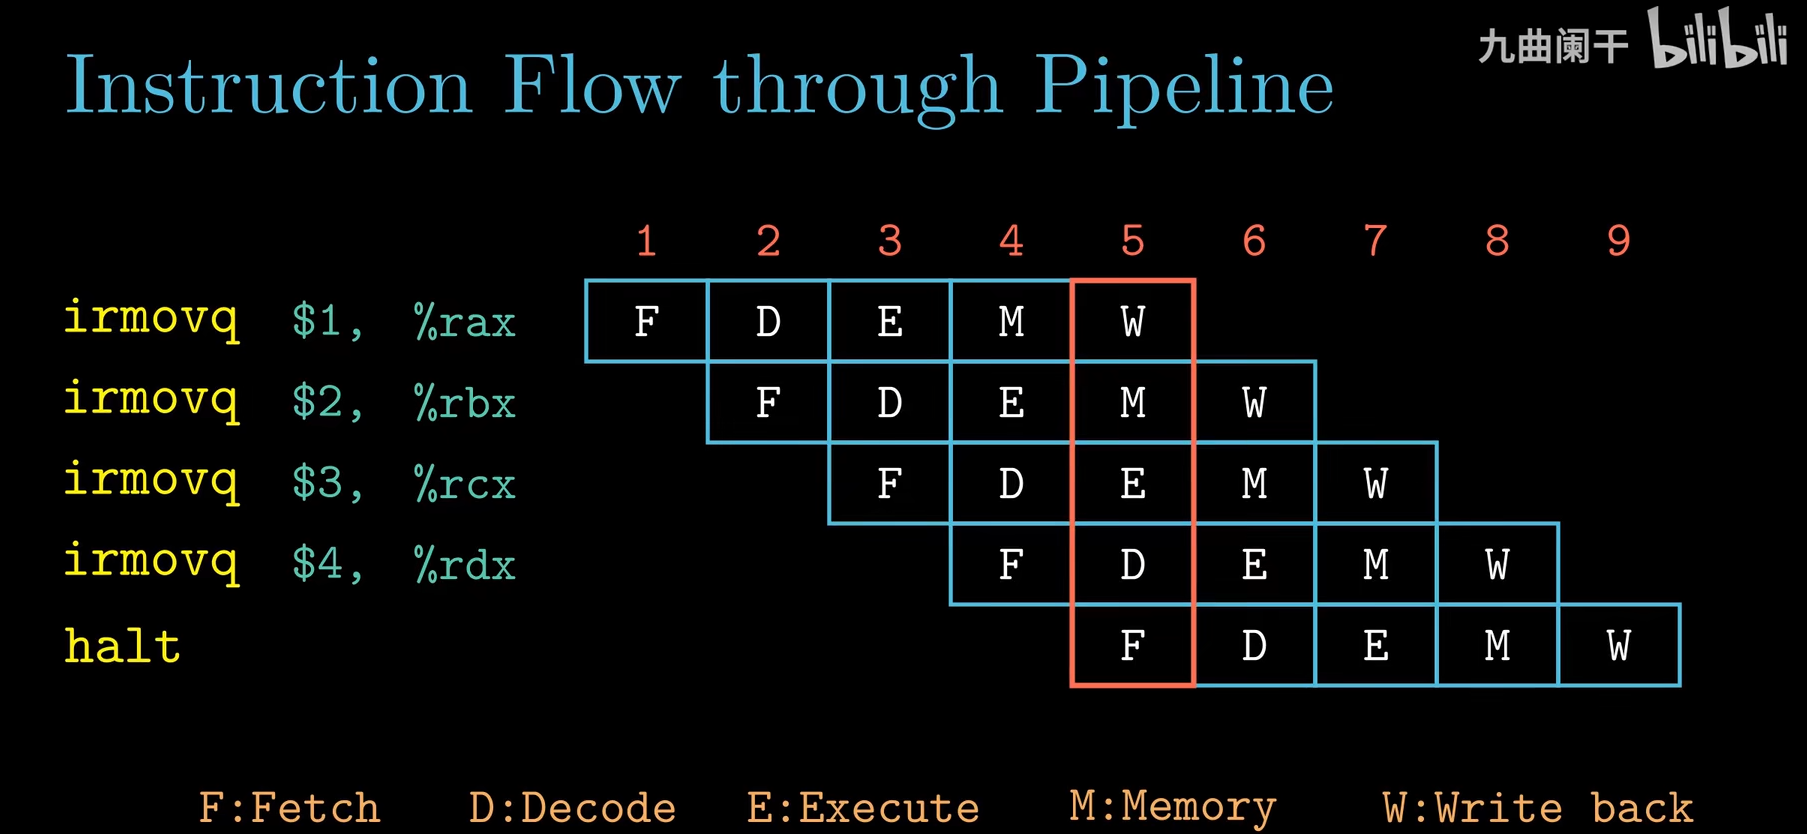 九曲阑干 bilibili
Instruction Flow through Pipeline
1 2 3 4 5 6 7 8 9
irmovq $1, %rax F D E M W
irmovq $2, %rbx F D E M W
irmovq $3, %rcx F D E M W
irmovq $4, %rdx F D E M W
halt F D E M W
F:Fetch D:Decode E:Execute M:Memory W:Write back